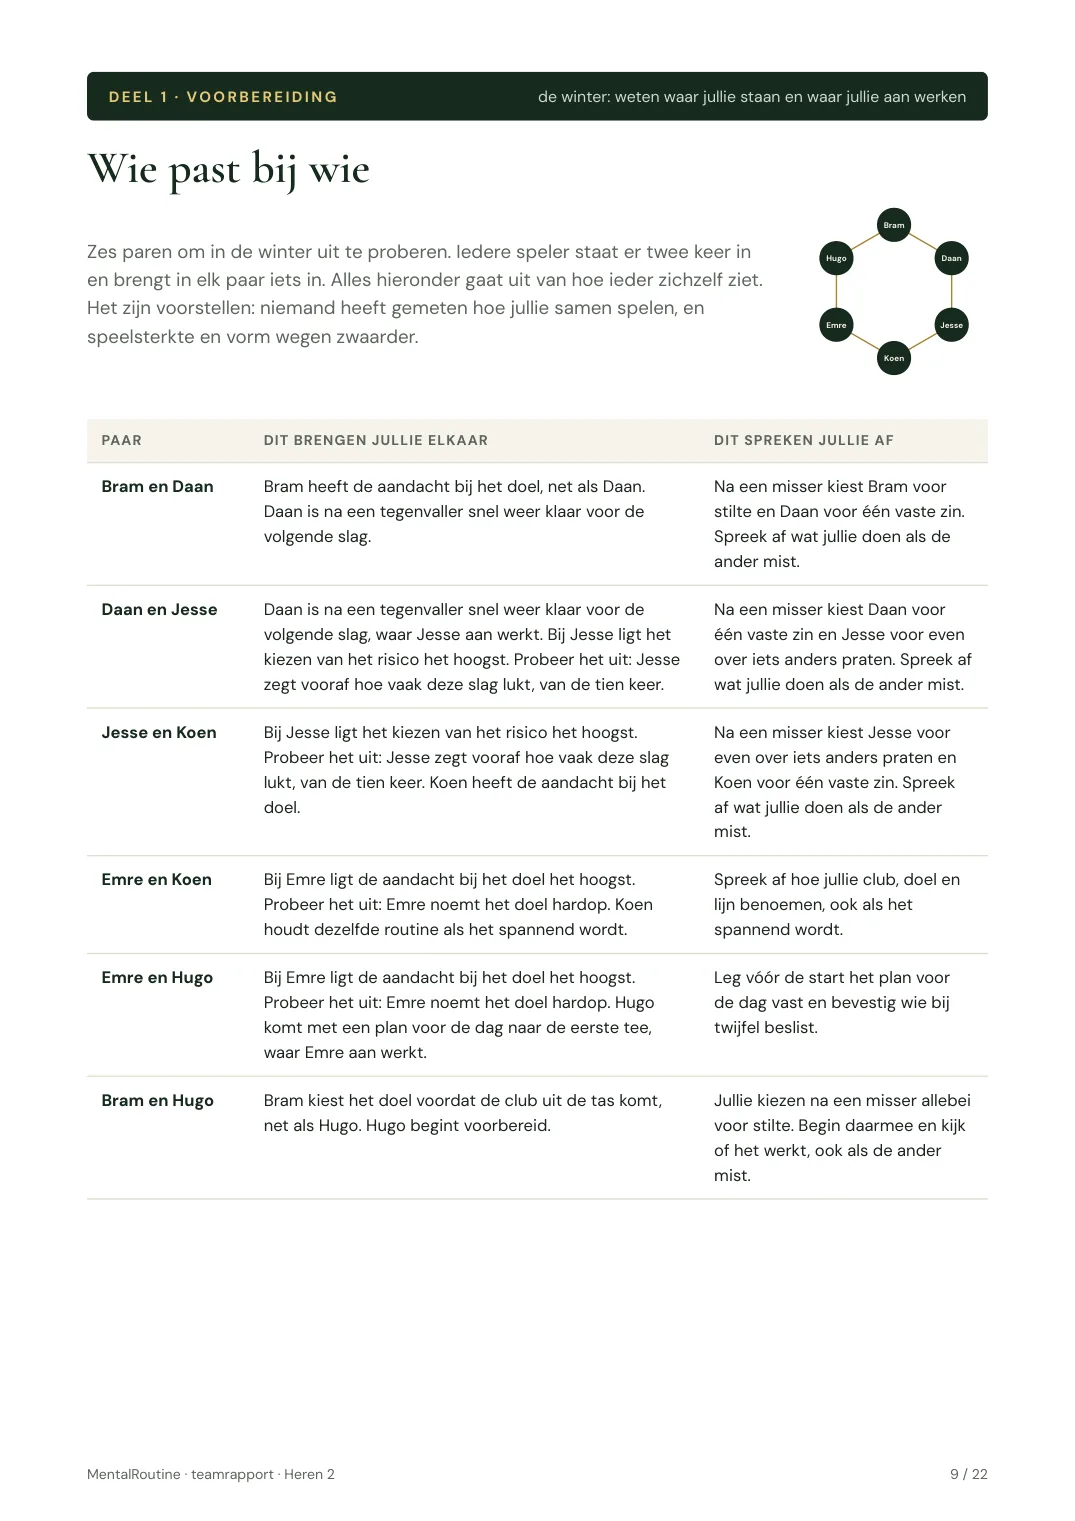 DEEL 1 · VOORBEREIDING
de winter: weten waar jullie staan en waar jullie aan werken
Wie past bij wie
Zes paren om in de winter uit te proberen. Iedere speler staat er twee keer in
en brengt in elk paar iets in. Alles hieronder gaat uit van hoe ieder zichzelf ziet.
Het zijn voorstellen: niemand heeft gemeten hoe jullie samen spelen, en
speelsterkte en vorm wegen zwaarder.
Bram
Hugo
Daan
Emre
Jesse
Koen
PAAR
DIT BRENGEN JULLIE ELKAAR
DIT SPREKEN JULLIE AF
Bram en Daan
Bram heeft de aandacht bij het doel, net als Daan.
Daan is na een tegenvaller snel weer klaar voor de
volgende slag.
Na een misser kiest Bram voor
stilte en Daan voor één vaste zin.
Spreek af wat jullie doen als de
ander mist.
Daan en Jesse
Daan is na een tegenvaller snel weer klaar voor de
volgende slag, waar Jesse aan werkt. Bij Jesse ligt het
kiezen van het risico het hoogst. Probeer het uit: Jesse
zegt vooraf hoe vaak deze slag lukt, van de tien keer.
Na een misser kiest Daan voor
één vaste zin en Jesse voor even
over iets anders praten. Spreek af
wat jullie doen als de ander mist.
Jesse en Koen
Bij Jesse ligt het kiezen van het risico het hoogst.
Probeer het uit: Jesse zegt vooraf hoe vaak deze slag
lukt, van de tien keer. Koen heeft de aandacht bij het
doel.
Na een misser kiest Jesse voor
even over iets anders praten en
Koen voor één vaste zin. Spreek
af wat jullie doen als de ander
mist.
Emre en Koen
Bij Emre ligt de aandacht bij het doel het hoogst.
Probeer het uit: Emre noemt het doel hardop. Koen
houdt dezelfde routine als het spannend wordt.
Spreek af hoe jullie club, doel en
lijn benoemen, ook als het
spannend wordt.
Emre en Hugo
Bij Emre ligt de aandacht bij het doel het hoogst.
Probeer het uit: Emre noemt het doel hardop. Hugo
komt met een plan voor de dag naar de eerste tee,
waar Emre aan werkt.
Leg vóór de start het plan voor
de dag vast en bevestig wie bij
twijfel beslist.
Bram en Hugo
Bram kiest het doel voordat de club uit de tas komt,
net als Hugo. Hugo begint voorbereid.
Jullie kiezen na een misser allebei
voor stilte. Begin daarmee en kijk
of het werkt, ook als de ander
mist.
MentalRoutine · teamrapport · Heren 2
9 / 22